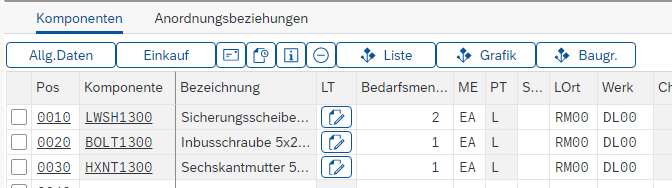 Komponenten Anordnungsbeziehungen
Allg.Daten Einkauf Liste Grafik Baugr.
Pos Komponente Bezeichnung LT Bedarfsmen... ME PT S... LOrt Werk Ch
0010 LWSH1300 Sicherungsscheibe... 2 EA L RM00 DL00
0020 BOLT1300 Inbusschraube 5x2... 1 EA L RM00 DL00
0030 HXNT1300 Sechskantmutter 5... 1 EA L RM00 DL00